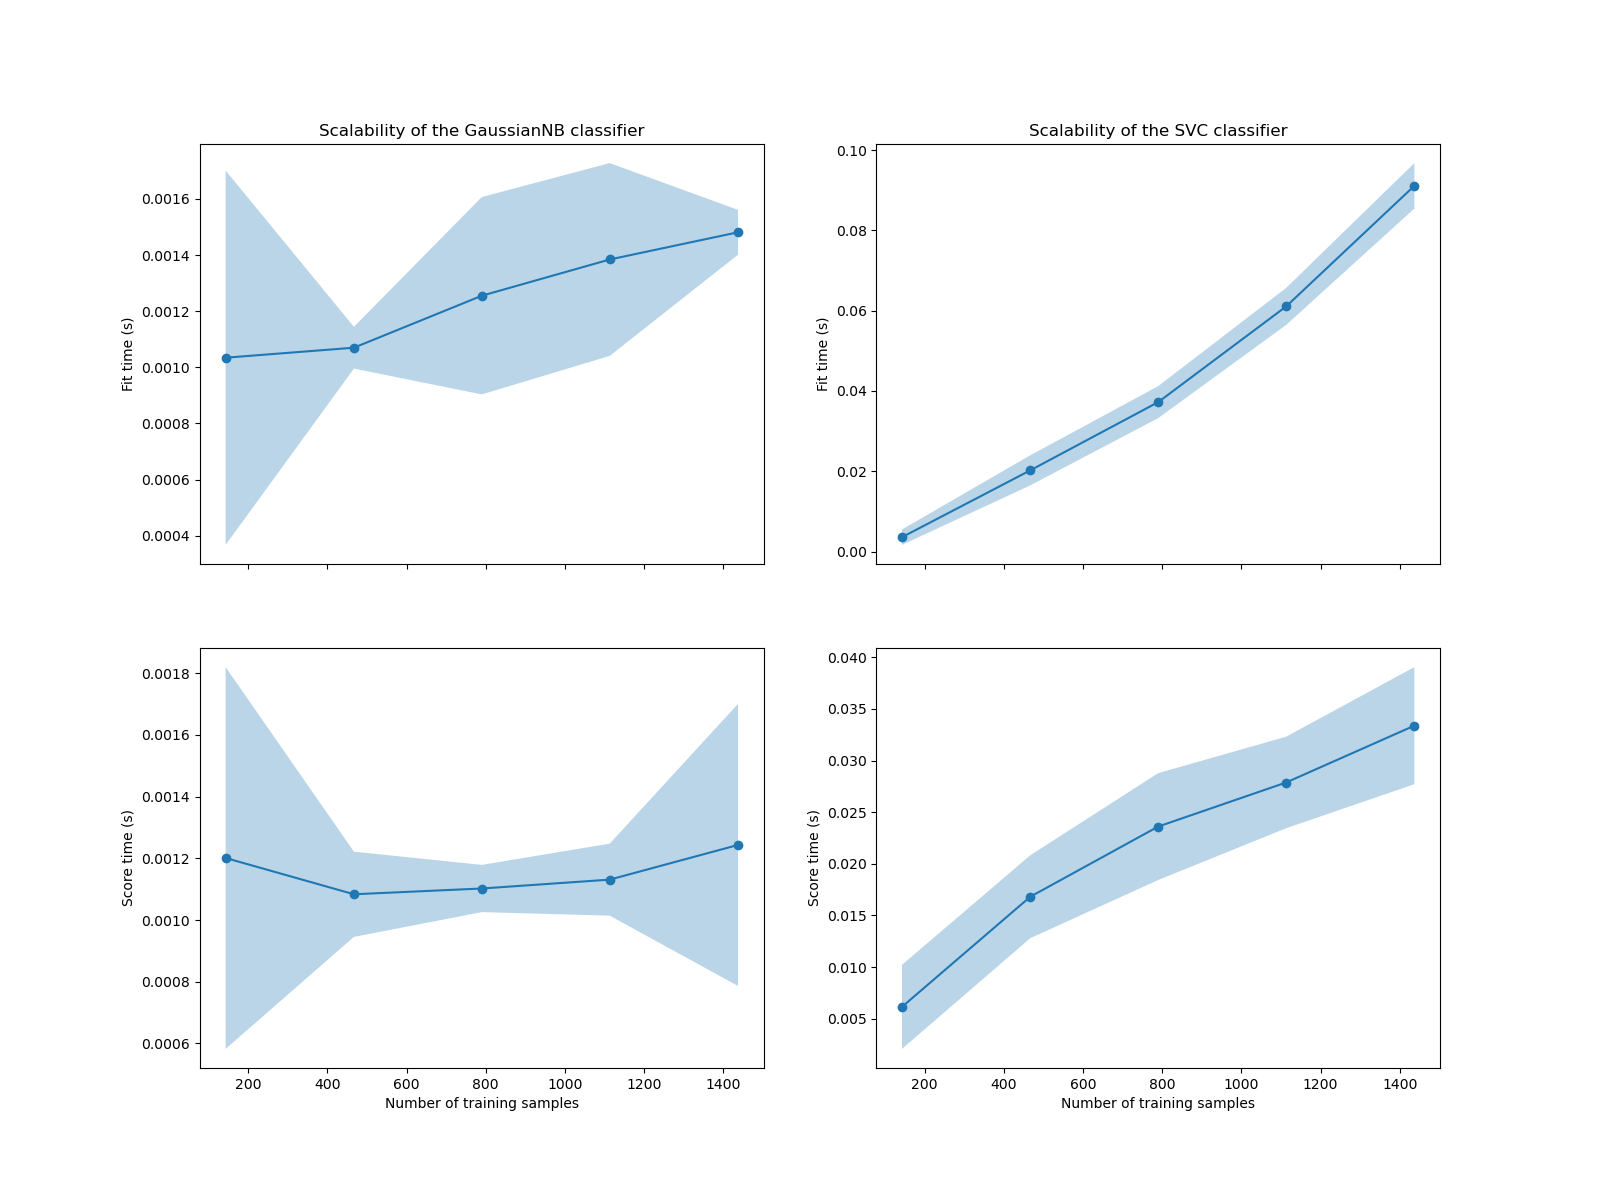 Scalability of the GaussianNB classifier
Fit time (s)
0.0016
0.0014
0.0012
0.0010
0.0008
0.0006
0.0004
Scalability of the SVC classifier
Fit time (s)
0.10
0.08
0.06
0.04
0.02
0.00
Score time (s)
0.0018
0.0016
0.0014
0.0012
0.0010
0.0008
0.0006
200 400 600 800 1000 1200 1400
Number of training samples
Score time (s)
0.040
0.035
0.030
0.025
0.020
0.015
0.010
0.005
200 400 600 800 1000 1200 1400
Number of training samples